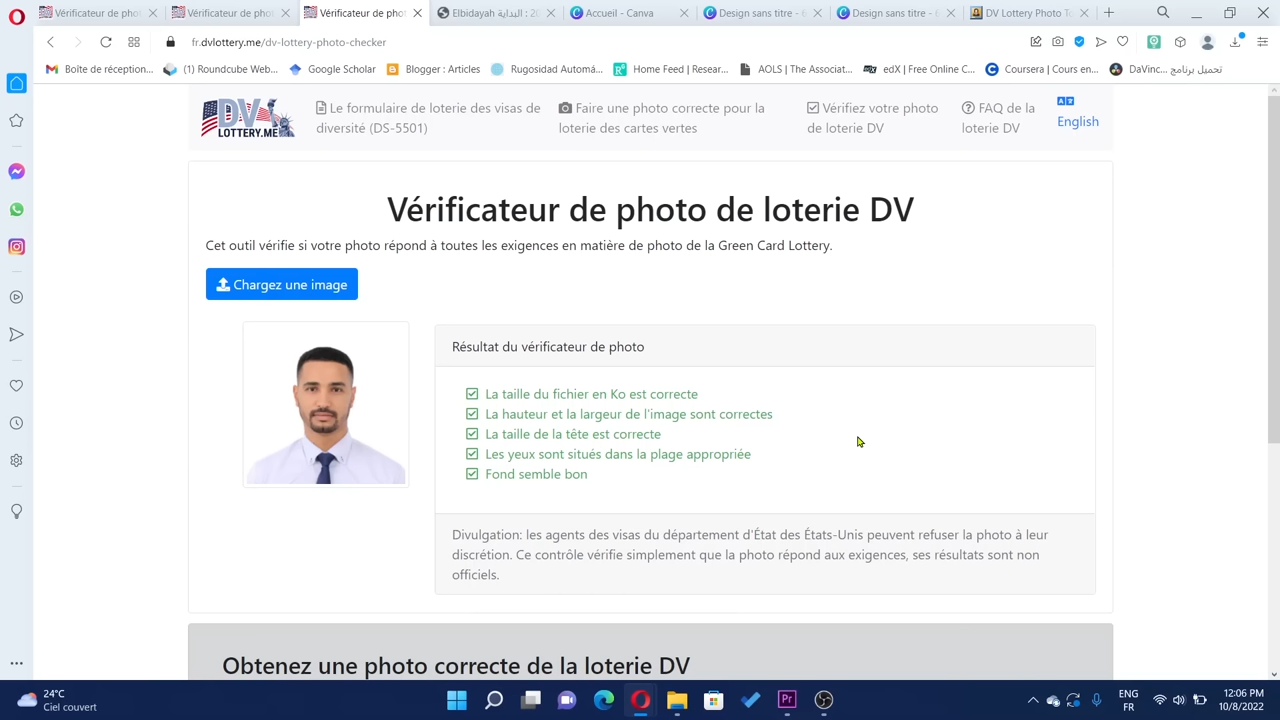 Vérificateur de phot
Vérificateur de phot
Vérificateur de phot
Elbidayah البداية : 20
Accueil - Canva
Design sans titre - 6
Design sans titre - 6
DV Lottery Photo To
fr.dvlottery.me/dv-lottery-photo-checker
Boîte de réception...
(1) Roundcube Web...
Google Scholar
Blogger : Articles
Rugosidad Automá...
Home Feed | Resear...
AOLS | The Associat...
edX | Free Online C...
Coursera | Cours en...
تحميل برنامج DaVinc...
DV
LOTTERY.ME
Le formulaire de loterie des visas de
diversité (DS-5501)
Faire une photo correcte pour la
loterie des cartes vertes
Vérifiez votre photo
de loterie DV
FAQ de la
loterie DV
English
Vérificateur de photo de loterie DV
Cet outil vérifie si votre photo répond à toutes les exigences en matière de photo de la Green Card Lottery.
Chargez une image
Résultat du vérificateur de photo
La taille du fichier en Ko est correcte
La hauteur et la largeur de l'image sont correctes
La taille de la tête est correcte
Les yeux sont situés dans la plage appropriée
Fond semble bon
Divulgation: les agents des visas du département d'État des États-Unis peuvent refuser la photo à leur
discrétion. Ce contrôle vérifie simplement que la photo répond aux exigences, ses résultats sont non
officiels.
Obtenez une photo correcte de la loterie DV
24°C
Ciel couvert
Pr
ENG
FR
12:06 PM
10/8/2022